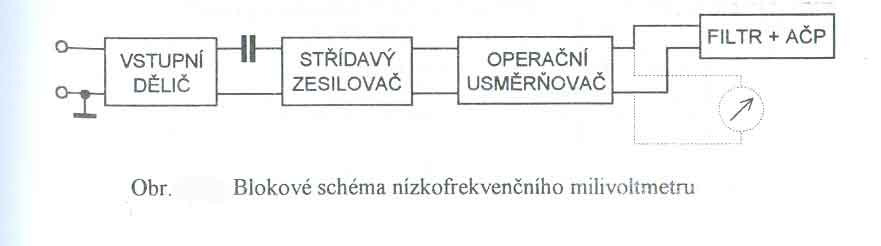 VSTUPNÍ
DĚLIČ
STŘÍDAVÝ
ZESILOVAČ
OPERAČNÍ
USMĚRŇOVAČ
FILTR + AČP
Obr. Blokové schéma nízkofrekvenčního milivoltmetru